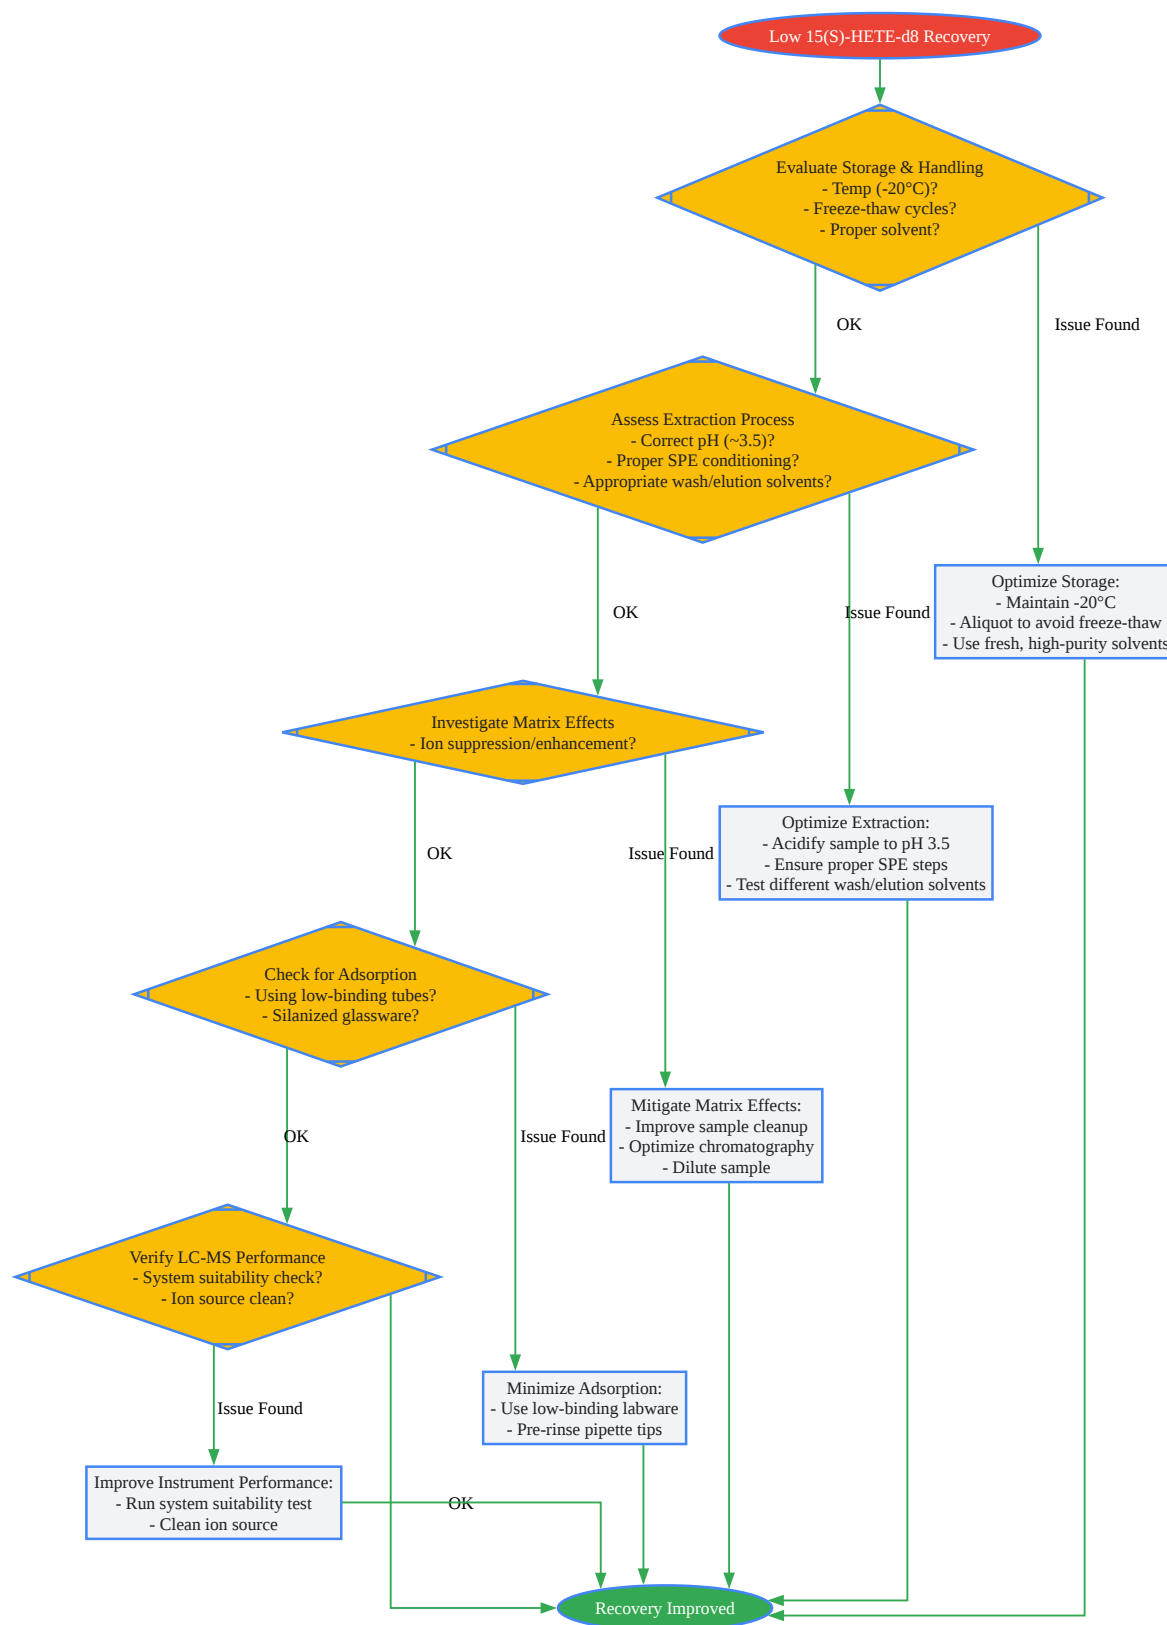 Low 15(S)-HETE-d8 Recovery
Evaluate Storage & Handling
- Temp (-20°C)?
- Freeze-thaw cycles?
- Proper solvent?
OK
Issue Found
Assess Extraction Process
- Correct pH (~3.5)?
- Proper SPE conditioning?
- Appropriate wash/elution solvents?
Optimize Storage:
- Maintain -20°C
- Aliquot to avoid freeze-thaw
- Use fresh, high-purity solvents
OK
Issue Found
Investigate Matrix Effects
- Ion suppression/enhancement?
Optimize Extraction:
- Acidify sample to pH 3.5
- Ensure proper SPE steps
- Test different wash/elution solvents
OK
Issue Found
Check for Adsorption
- Using low-binding tubes?
- Silanized glassware?
Mitigate Matrix Effects:
- Improve sample cleanup
- Optimize chromatography
- Dilute sample
OK
Issue Found
Verify LC-MS Performance
- System suitability check?
- Ion source clean?
Minimize Adsorption:
- Use low-binding labware
- Pre-rinse pipette tips
Issue Found
Improve Instrument Performance:
- Run system suitability test
- Clean ion source
OK
Recovery Improved